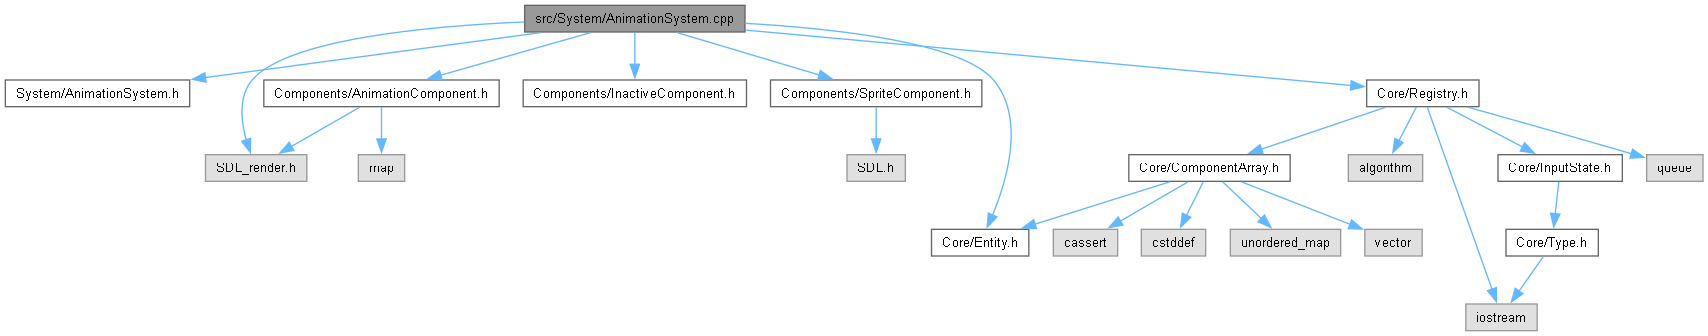 src/System/AnimationSystem.cpp
System/AnimationSystem.h
Components/AnimationComponent.h
Components/InactiveComponent.h
Components/SpriteComponent.h
Core/Registry.h
SDL_render.h
map
SDL.h
Core/ComponentArray.h
algorithm
Core/InputState.h
queue
Core/Entity.h
cassert
cstddef
unordered_map
vector
Core/Type.h
iostream